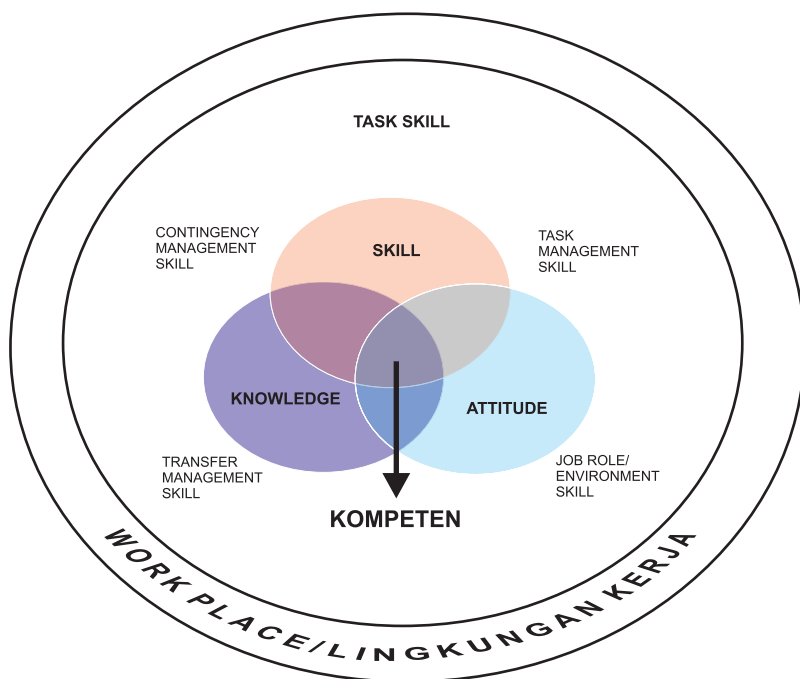 TASK SKILL
CONTINGENCY
MANAGEMENT
SKILL
SKILL
TASK
MANAGEMENT
SKILL
KNOWLEDGE
ATTITUDE
TRANSFER
MANAGEMENT
SKILL
JOB ROLE/
ENVIRONMENT
SKILL
KOMPETEN
WORK PLACE/LINGKUNGAN KERJA